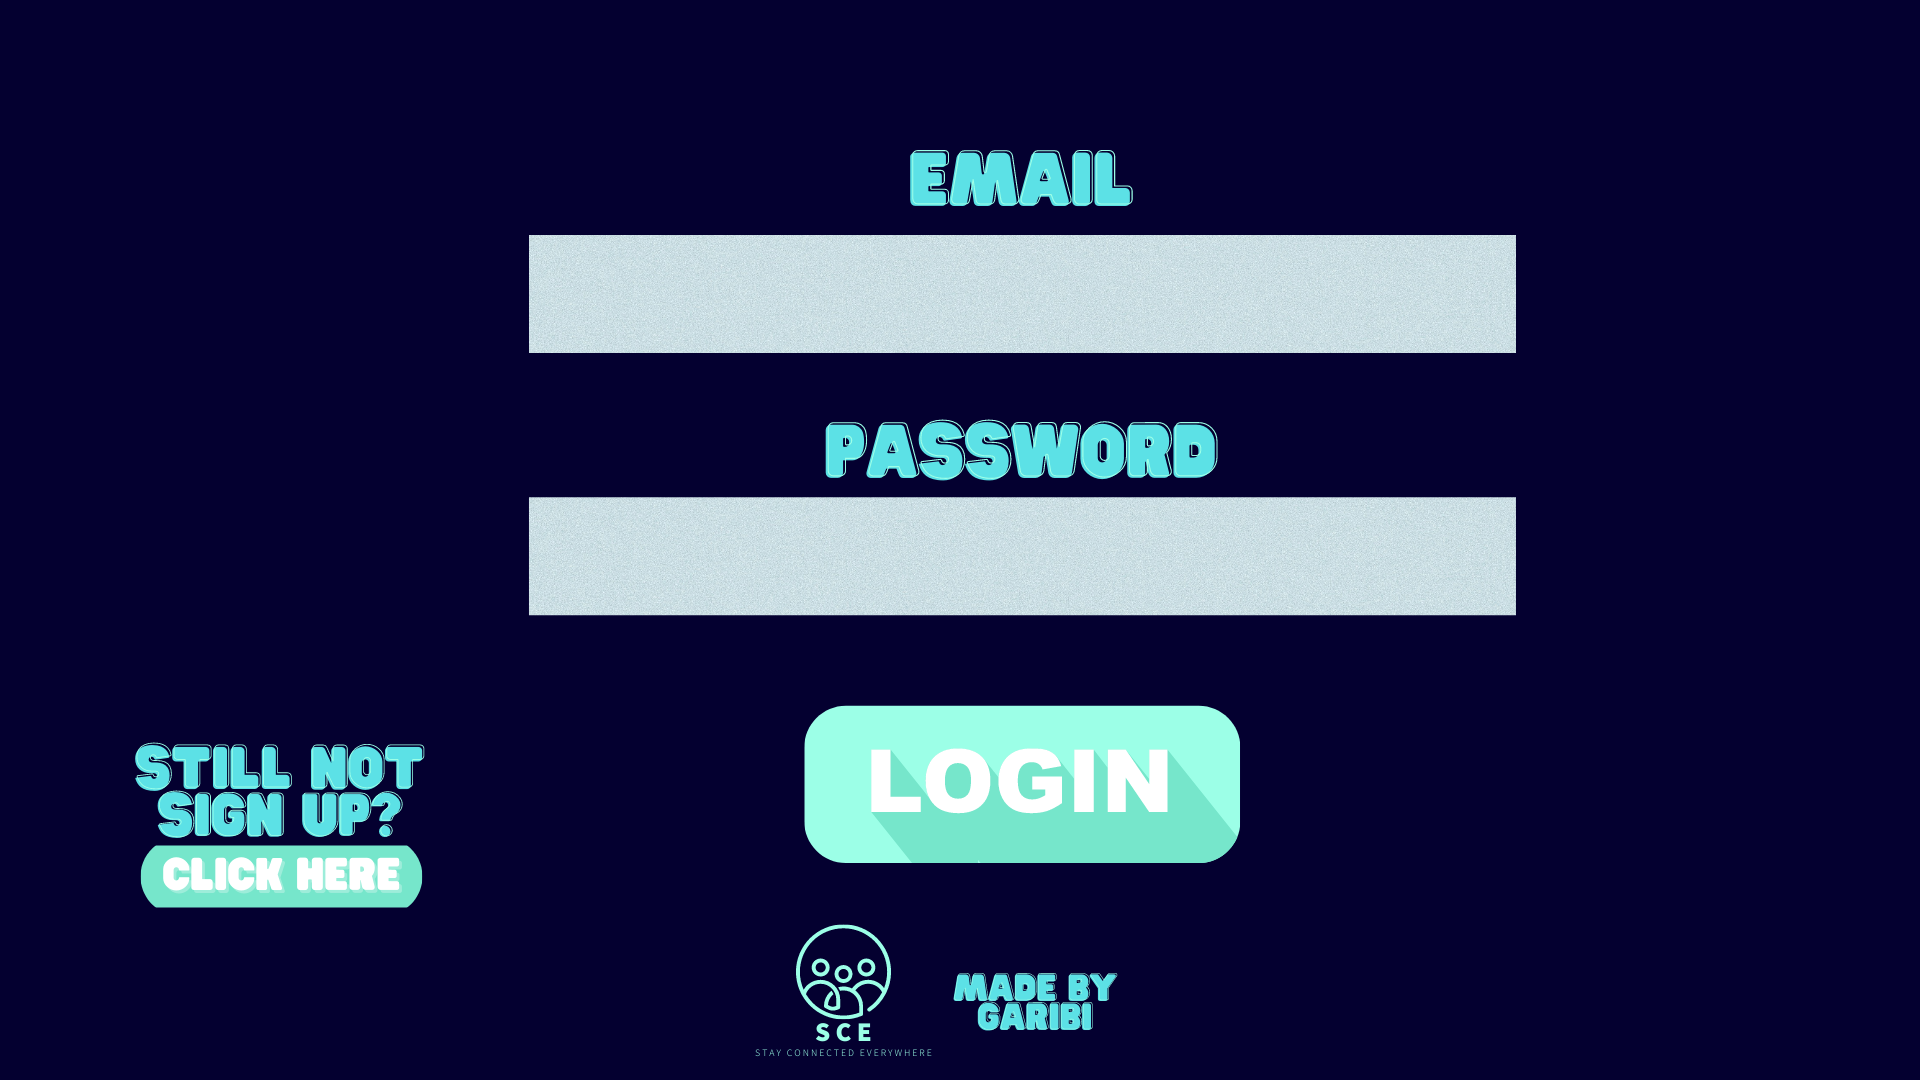 EMAIL
PASSWORD
LOGIN
STILL NOT
SIGN UP?
CLICK HERE
SCE
STAY CONNECTED EVERYWHERE
MADE BY
GARIBI